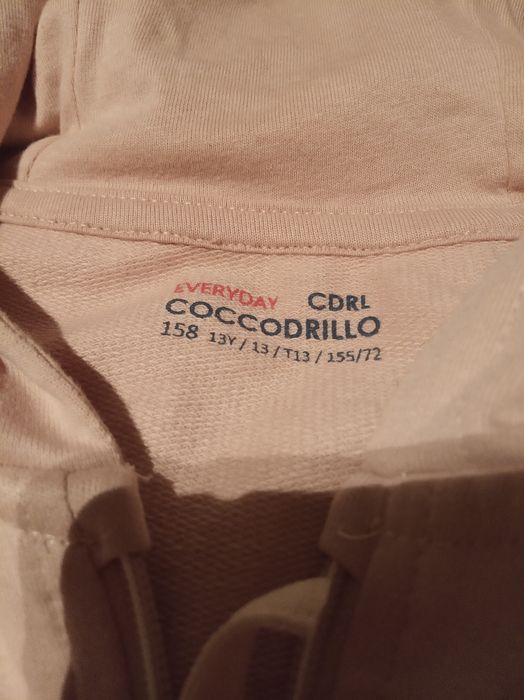 EVERYDAY CDRL
COCCODRILLO
158 13Y / 13 / T13 / 155/72